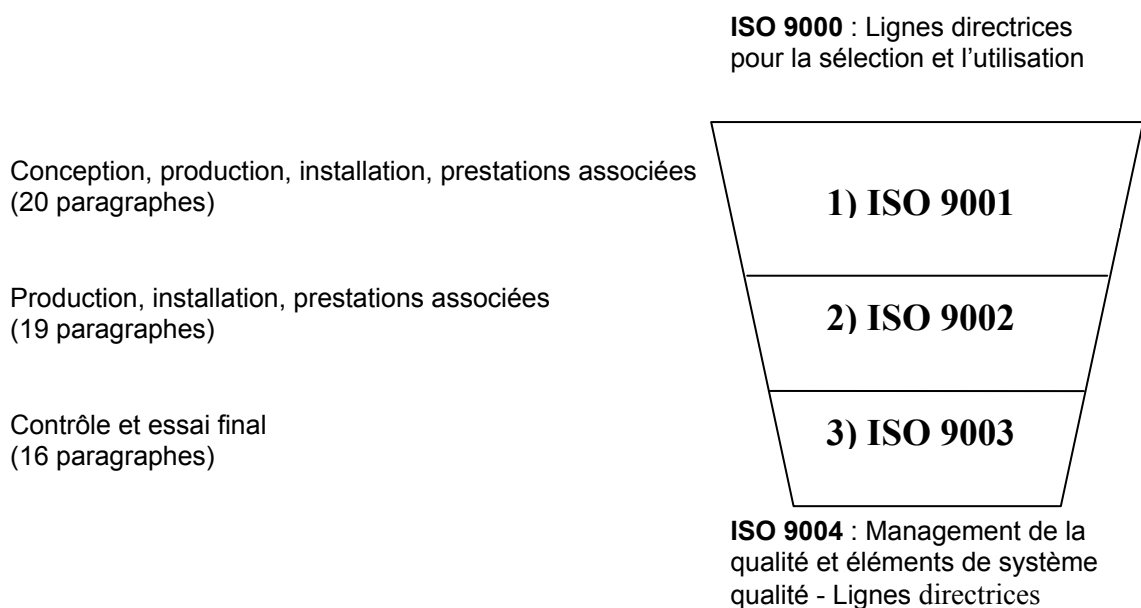 ISO 9000 : Lignes directrices
pour la sélection et l'utilisation
Conception, production, installation, prestations associées
(20 paragraphes)
1) ISO 9001
Production, installation, prestations associées
(19 paragraphes)
2) ISO 9002
Contrôle et essai final
(16 paragraphes)
3) ISO 9003
ISO 9004 : Management de la
qualité et éléments de système
qualité - Lignes directrices